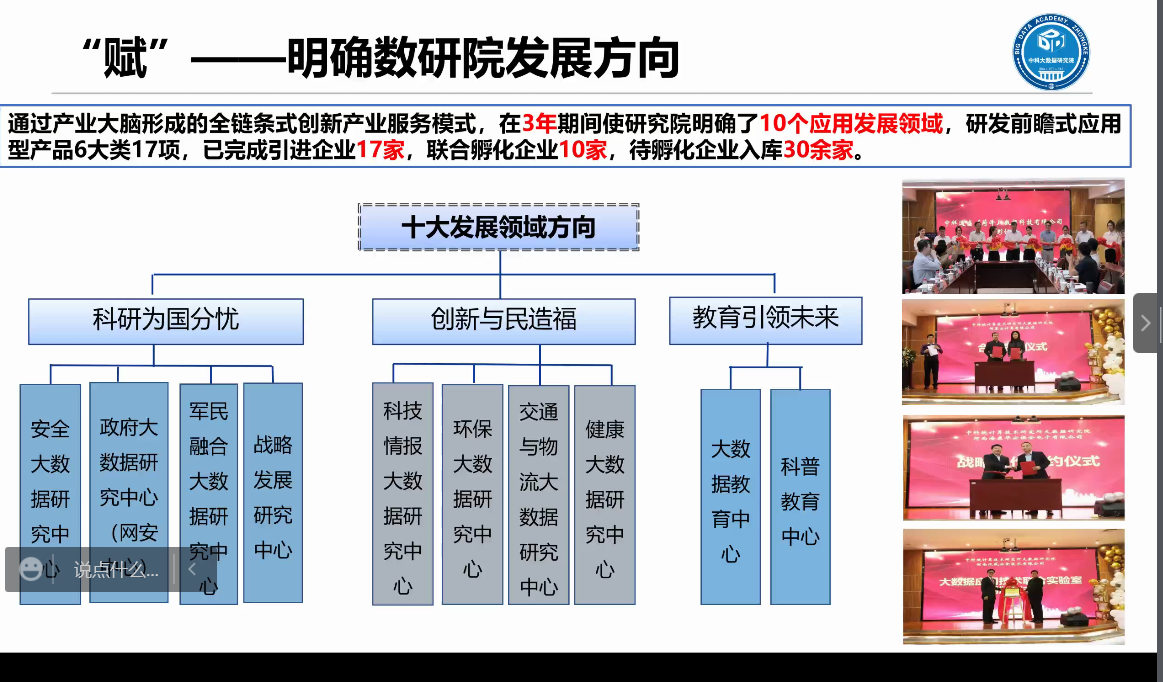 “赋”——明确数研院发展方向
BIG DATA ACADEMY, ZHONGKE
中科大数据研究院
通过产业大脑形成的全链条式创新产业服务模式，在3年期间使研究院明确了10个应用发展领域，研发前瞻式应用
型产品6大类17项，已完成引进企业17家，联合孵化企业10家，待孵化企业入库30余家。
十大发展领域方向
科研为国分忧
创新与民造福
教育引领未来
安全
大数
据研
究中
心
政府大
数据研
究中心
（网安
军民
融合
大数
据研
究中
心
战略
发展
研究
中心
科技
情报
大数
据研
究中
心
环保
大数
据研
究中
心
交通
与物
流大
数据
研究
中心
健康
大数
据研
究中
心
大数
据教
育中
心
科普
教育
中心
说点什么...